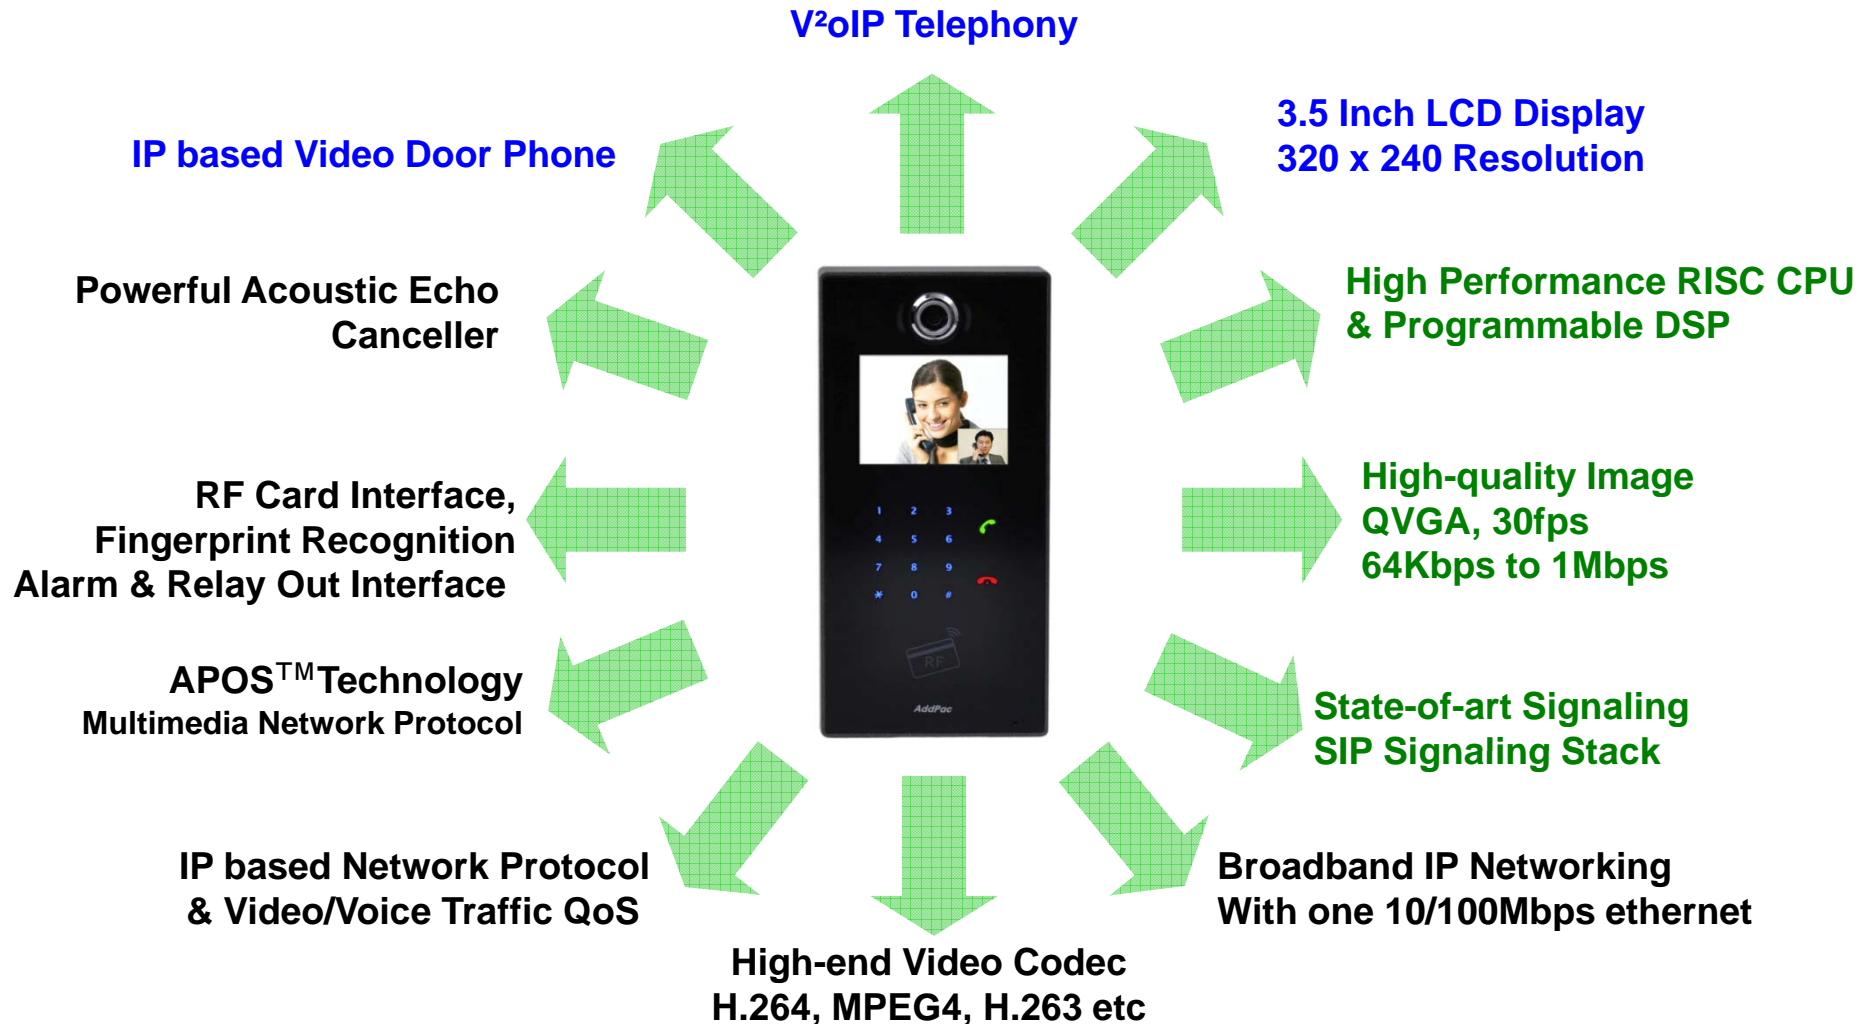 V²oIP Telephony
IP based Video Door Phone
3.5 Inch LCD Display
320 x 240 Resolution
Powerful Acoustic Echo
Canceller
High Performance RISC CPU
& Programmable DSP
RF Card Interface,
Fingerprint Recognition
Alarm & Relay Out Interface
High-quality Image
QVGA, 30fps
64Kbps to 1Mbps
1 2 3
4 5 6
7 8 9
* 0 #
RF
AddPac
APOS™Technology
Multimedia Network Protocol
State-of-art Signaling
SIP Signaling Stack
IP based Network Protocol
& Video/Voice Traffic QoS
Broadband IP Networking
With one 10/100Mbps ethernet
High-end Video Codec
H.264, MPEG4, H.263 etc